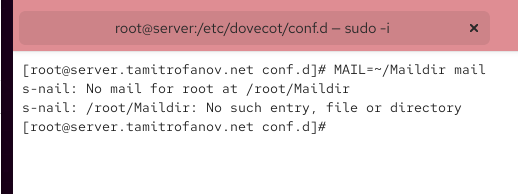 root@server:/etc/dovecot/conf.d — sudo -i
[root@server.tamitrofanov.net conf.d]# MAIL=~/Maildir mail
s-nail: No mail for root at /root/Maildir
s-nail: /root/Maildir: No such entry, file or directory
[root@server.tamitrofanov.net conf.d]#